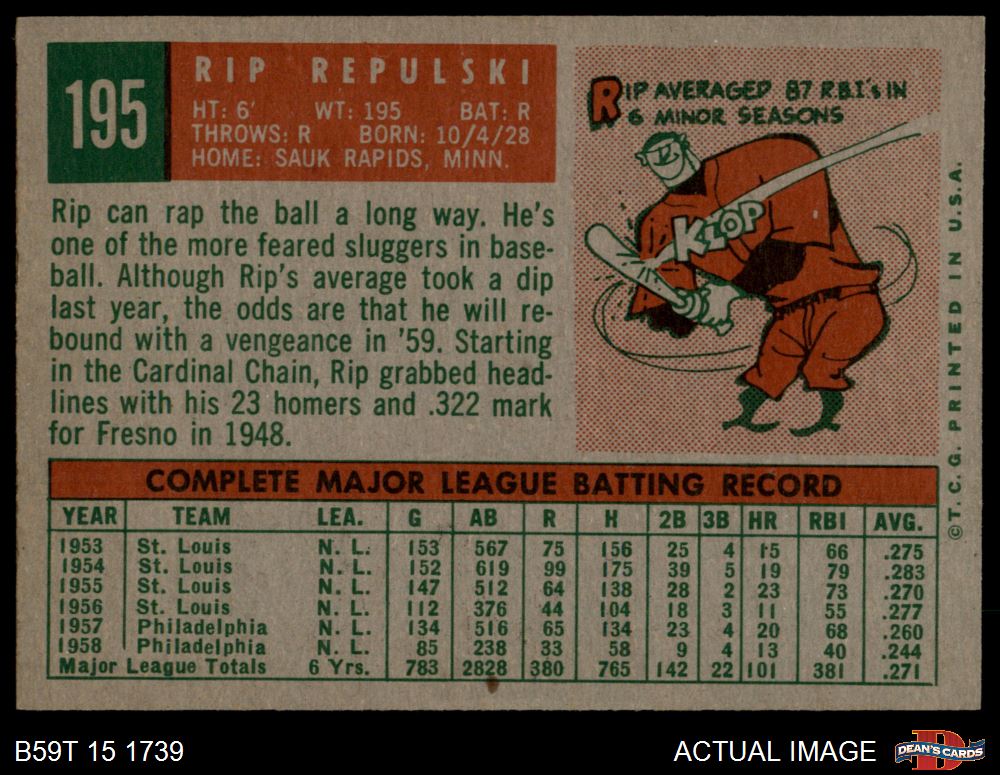 195
RIP REPULSKI
HT: 6' WT: 195 BAT: R
THROWS: R BORN: 10/4/28
HOME: SAUK RAPIDS, MINN.
Rip can rap the ball a long way. He's
one of the more feared sluggers in base-
ball. Although Rip's average took a dip
last year, the odds are that he will re-
bound with a vengeance in '59. Starting
in the Cardinal Chain, Rip grabbed head-
lines with his 23 homers and .322 mark
for Fresno in 1948.
RIP AVERAGED 87 R.B.I.'s IN
6 MINOR SEASONS
KLOP
©T.C.G. PRINTED IN U.S.A.
COMPLETE MAJOR LEAGUE BATTING RECORD
YEAR TEAM LEA. G AB R H 2B 3B HR RBI AVG.
1953 St. Louis N. L. 153 567 75 156 25 4 15 66 .275
1954 St. Louis N. L. 152 619 99 175 39 5 19 79 .283
1955 St. Louis N. L. 147 512 64 138 28 2 23 73 .270
1956 St. Louis N. L. 112 376 44 104 18 3 11 55 .277
1957 Philadelphia N. L. 134 516 65 134 23 4 20 68 .260
1958 Philadelphia N. L. 85 238 33 58 9 4 13 40 .244
Major League Totals 6 Yrs. 783 2828 380 765 142 22 101 381 .271
B59T 15 1739
ACTUAL IMAGE
D
DEAN'S CARDS